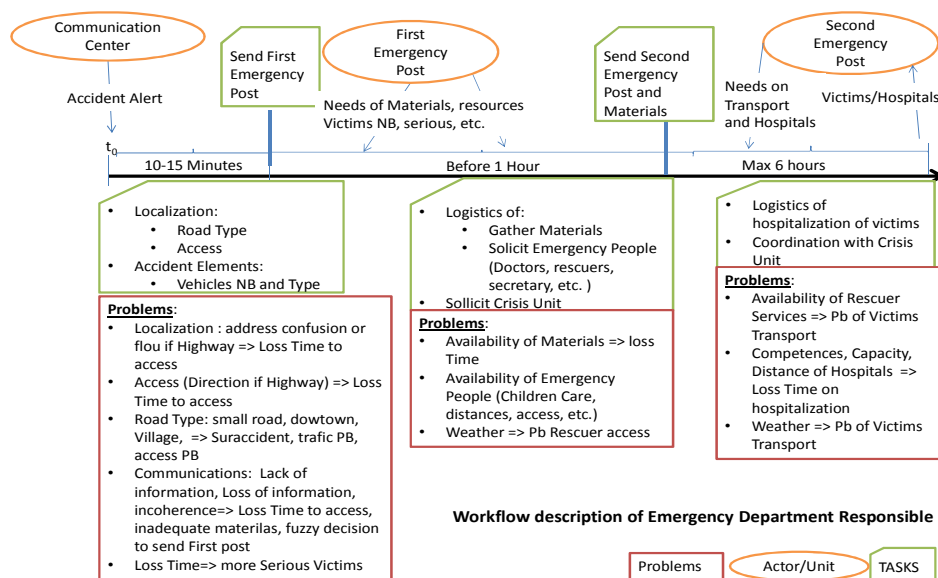 Communication
Center
Accident Alert
t0
Send First
Emergency
Post
First
Emergency
Post
Needs of Materials, resources
Victims NB, serious, etc.
Send Second
Emergency
Post and
Materials
Second
Emergency
Post
Needs on
Transport
and Hospitals
Victims/Hospitals
10-15 Minutes
Before 1 Hour
Max 6 hours
• Localization:
• Road Type
• Access
• Accident Elements:
• Vehicles NB and Type
Problems:
• Localization : address confusion or
flou if Highway => Loss Time to
access
• Access (Direction if Highway) => Loss
Time to access
• Road Type: small road, dowtown,
Village, => Suraccident, trafic PB,
access PB
• Communications: Lack of
information, Loss of information,
incoherence=> Loss Time to access,
inadequate materilas, fuzzy decision
to send First post
• Loss Time=> more Serious Victims
• Logistics of:
• Gather Materials
• Solicit Emergency People
(Doctors, rescuers,
secretary, etc. )
• Sollicit Crisis Unit
Problems:
• Availability of Materials => loss
Time
• Availability of Emergency
People (Children Care,
distances, access, etc.)
• Weather => Pb Rescuer access
• Logistics of
hospitalization of victims
• Coordination with Crisis
Unit
Problems:
• Availability of Rescuer
Services => Pb of Victims
Transport
• Competences, Capacity,
Distance of Hospitals =>
Loss Time on
hospitalization
• Weather => Pb of Victims
Transport
Workflow description of Emergency Department Responsible
Problems
Actor/Unit
TASKS